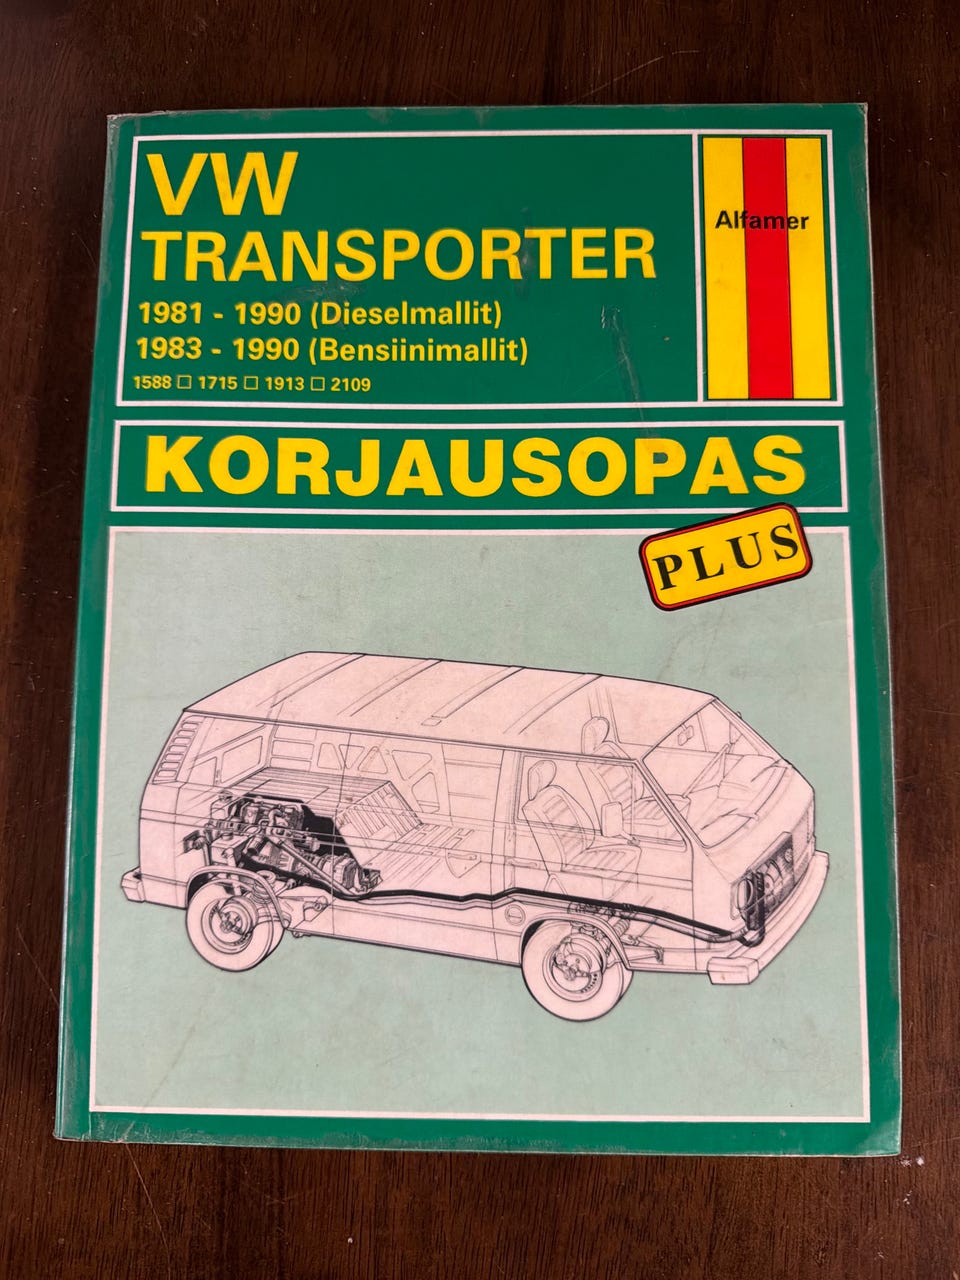 VW
TRANSPORTER
1981 - 1990 (Dieselmallit)
1983 - 1990 (Bensiinimallit)
1588 □ 1715 □ 1913 □ 2109
Alfamer
KORJAUSOPAS
PLUS